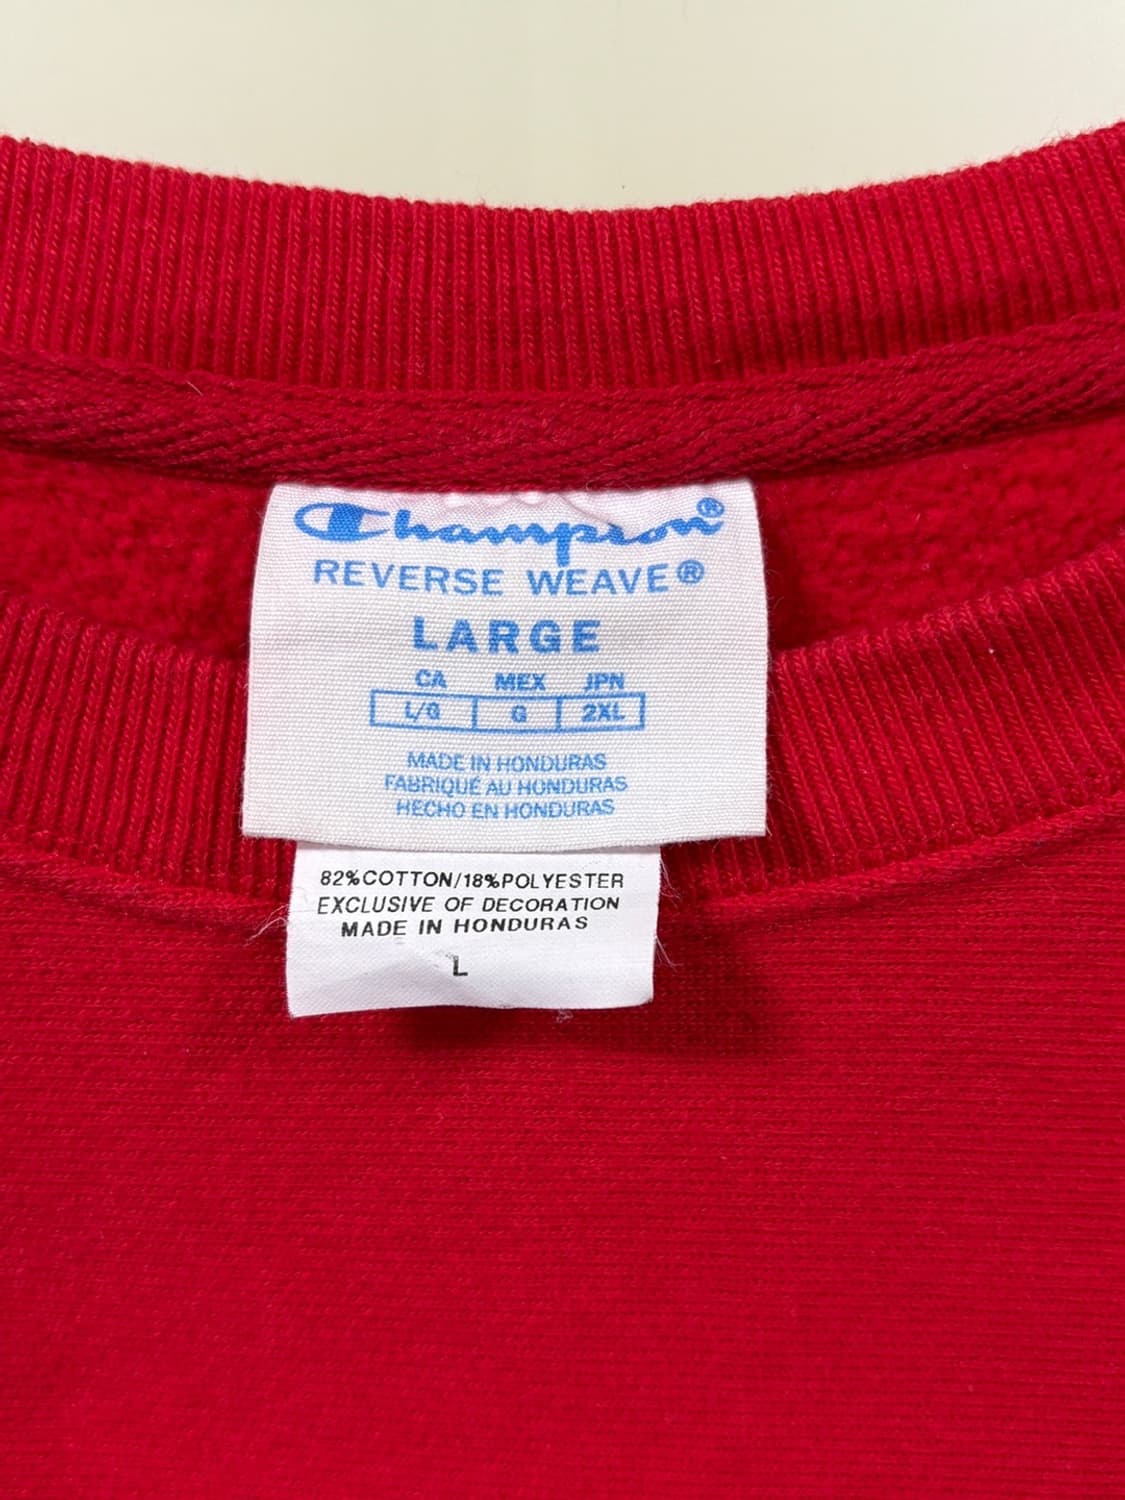 Champion®
REVERSE WEAVE®
LARGE
CA MEX JPN
L/G G 2XL
MADE IN HONDURAS
FABRIQUÉ AU HONDURAS
HECHO EN HONDURAS
82%COTTON/18%POLYESTER
EXCLUSIVE OF DECORATION
MADE IN HONDURAS
L